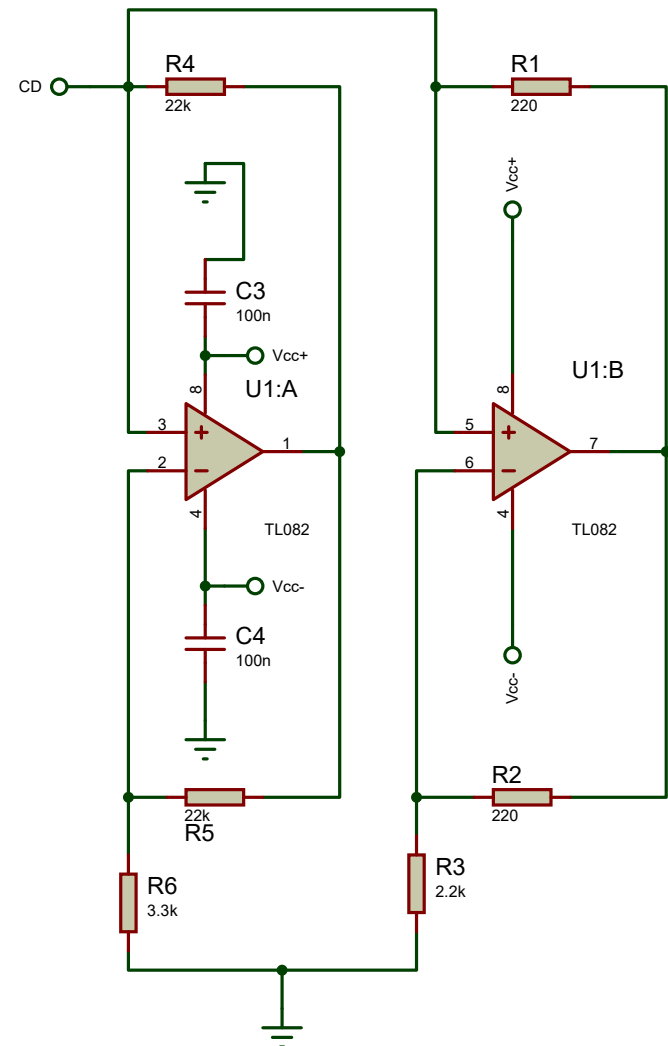 R4
CD
22k
R1
220
Vcc+
C3
100n
Vcc+
8
U1:A
3
2
1
4
TL082
Vcc-
C4
100n
8
U1:B
5
6
7
4
TL082
Vcc-
22k
R5
R6
3.3k
R2
220
R3
2.2k